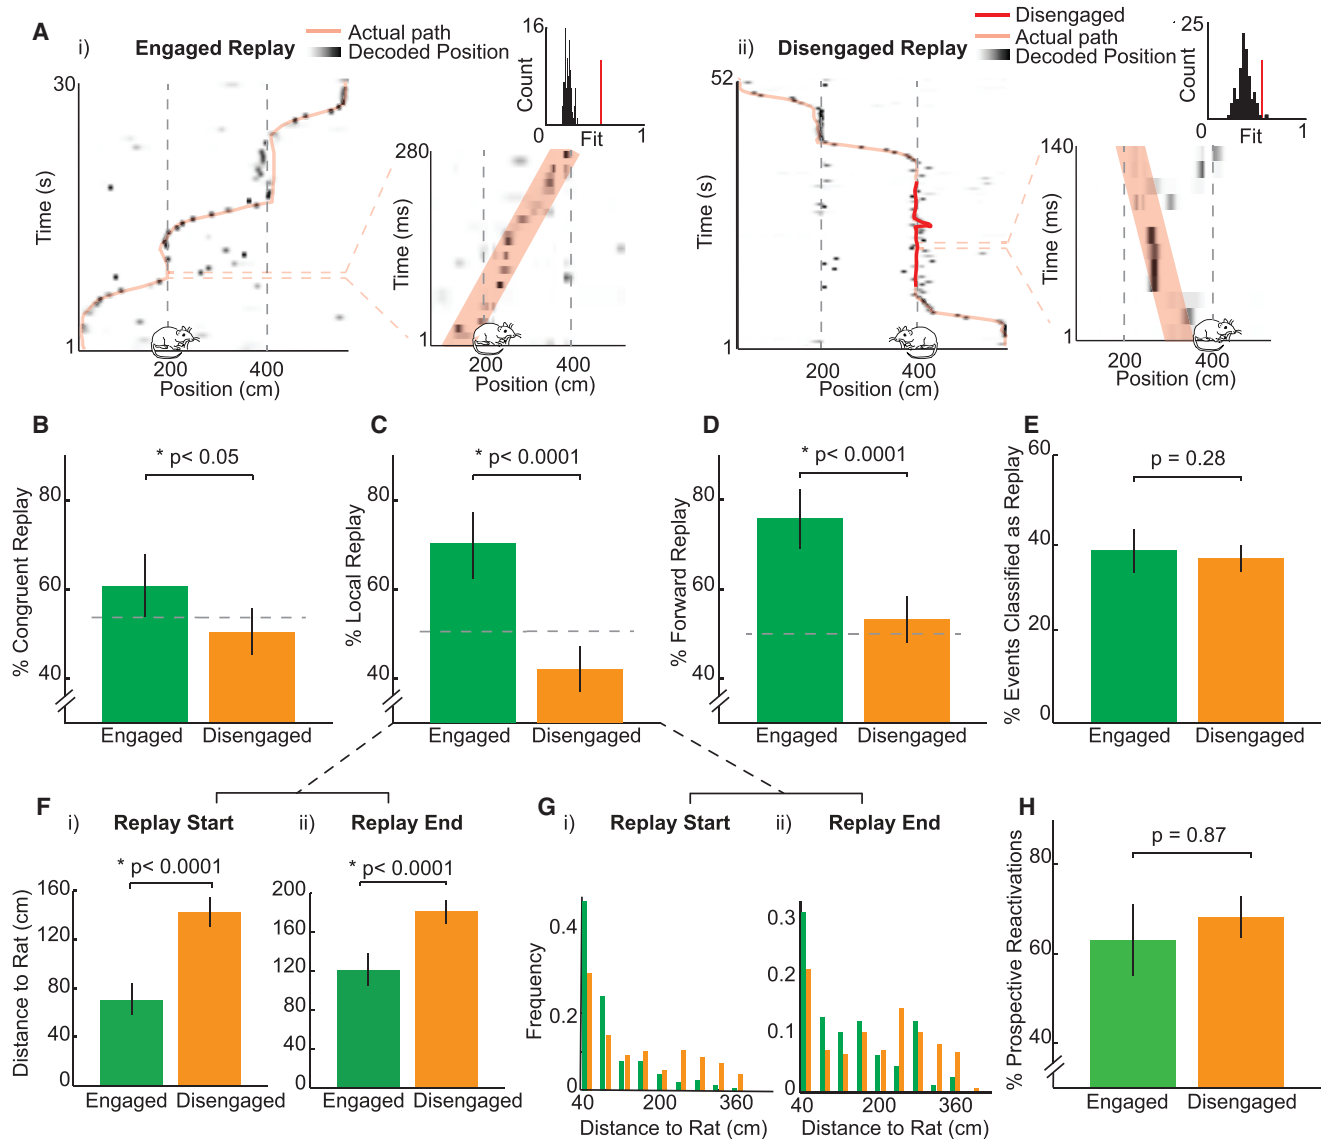 A
i)
Engaged Replay
Actual path
Decoded Position
30
Time (s)
1
200
400
Position (cm)
16
Count
0
Fit
1
280
Time (ms)
1
200
400
Position (cm)
ii)
Disengaged Replay
Disengaged
Actual path
Decoded Position
52
Time (s)
1
200
400
Position (cm)
25
Count
0
Fit
1
140
Time (ms)
1
200
400
Position (cm)
B
* p< 0.05
% Congruent Replay
80
60
40
Engaged
Disengaged
C
* p< 0.0001
% Local Replay
80
60
40
Engaged
Disengaged
D
* p< 0.0001
% Forward Replay
80
60
40
Engaged
Disengaged
E
p = 0.28
% Events Classified as Replay
60
40
20
0
Engaged
Disengaged
F
i)
Replay Start
* p< 0.0001
Distance to Rat (cm)
160
120
80
40
0
Engaged
Disengaged
ii)
Replay End
* p< 0.0001
200
160
120
80
40
0
Engaged
Disengaged
G
i)
Replay Start
Frequency
0.4
0.2
0
40
200
360
Distance to Rat (cm)
ii)
Replay End
0.3
0.2
0.1
0
40
200
360
Distance to Rat (cm)
H
p = 0.87
% Prospective Reactivations
80
60
40
Engaged
Disengaged